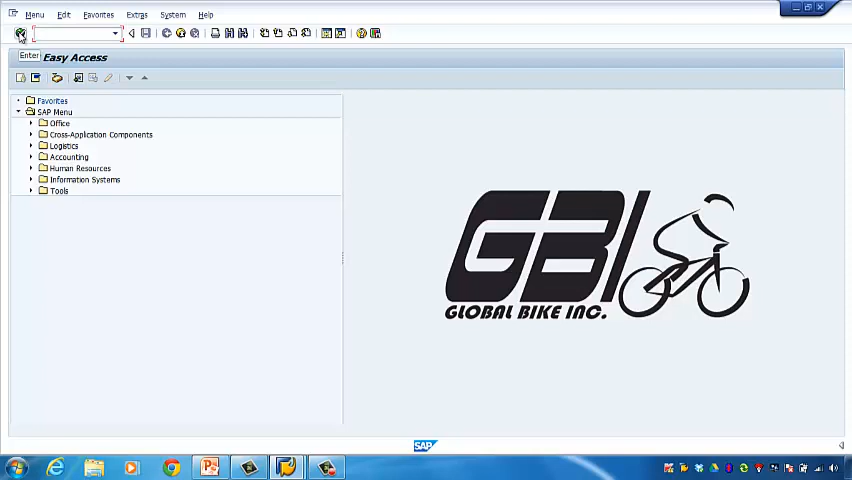 Menu Edit Favorites Extras System Help
Enter Easy Access
Favorites
SAP Menu
Office
Cross-Application Components
Logistics
Accounting
Human Resources
Information Systems
Tools
GBI
GLOBAL BIKE INC.
SAP